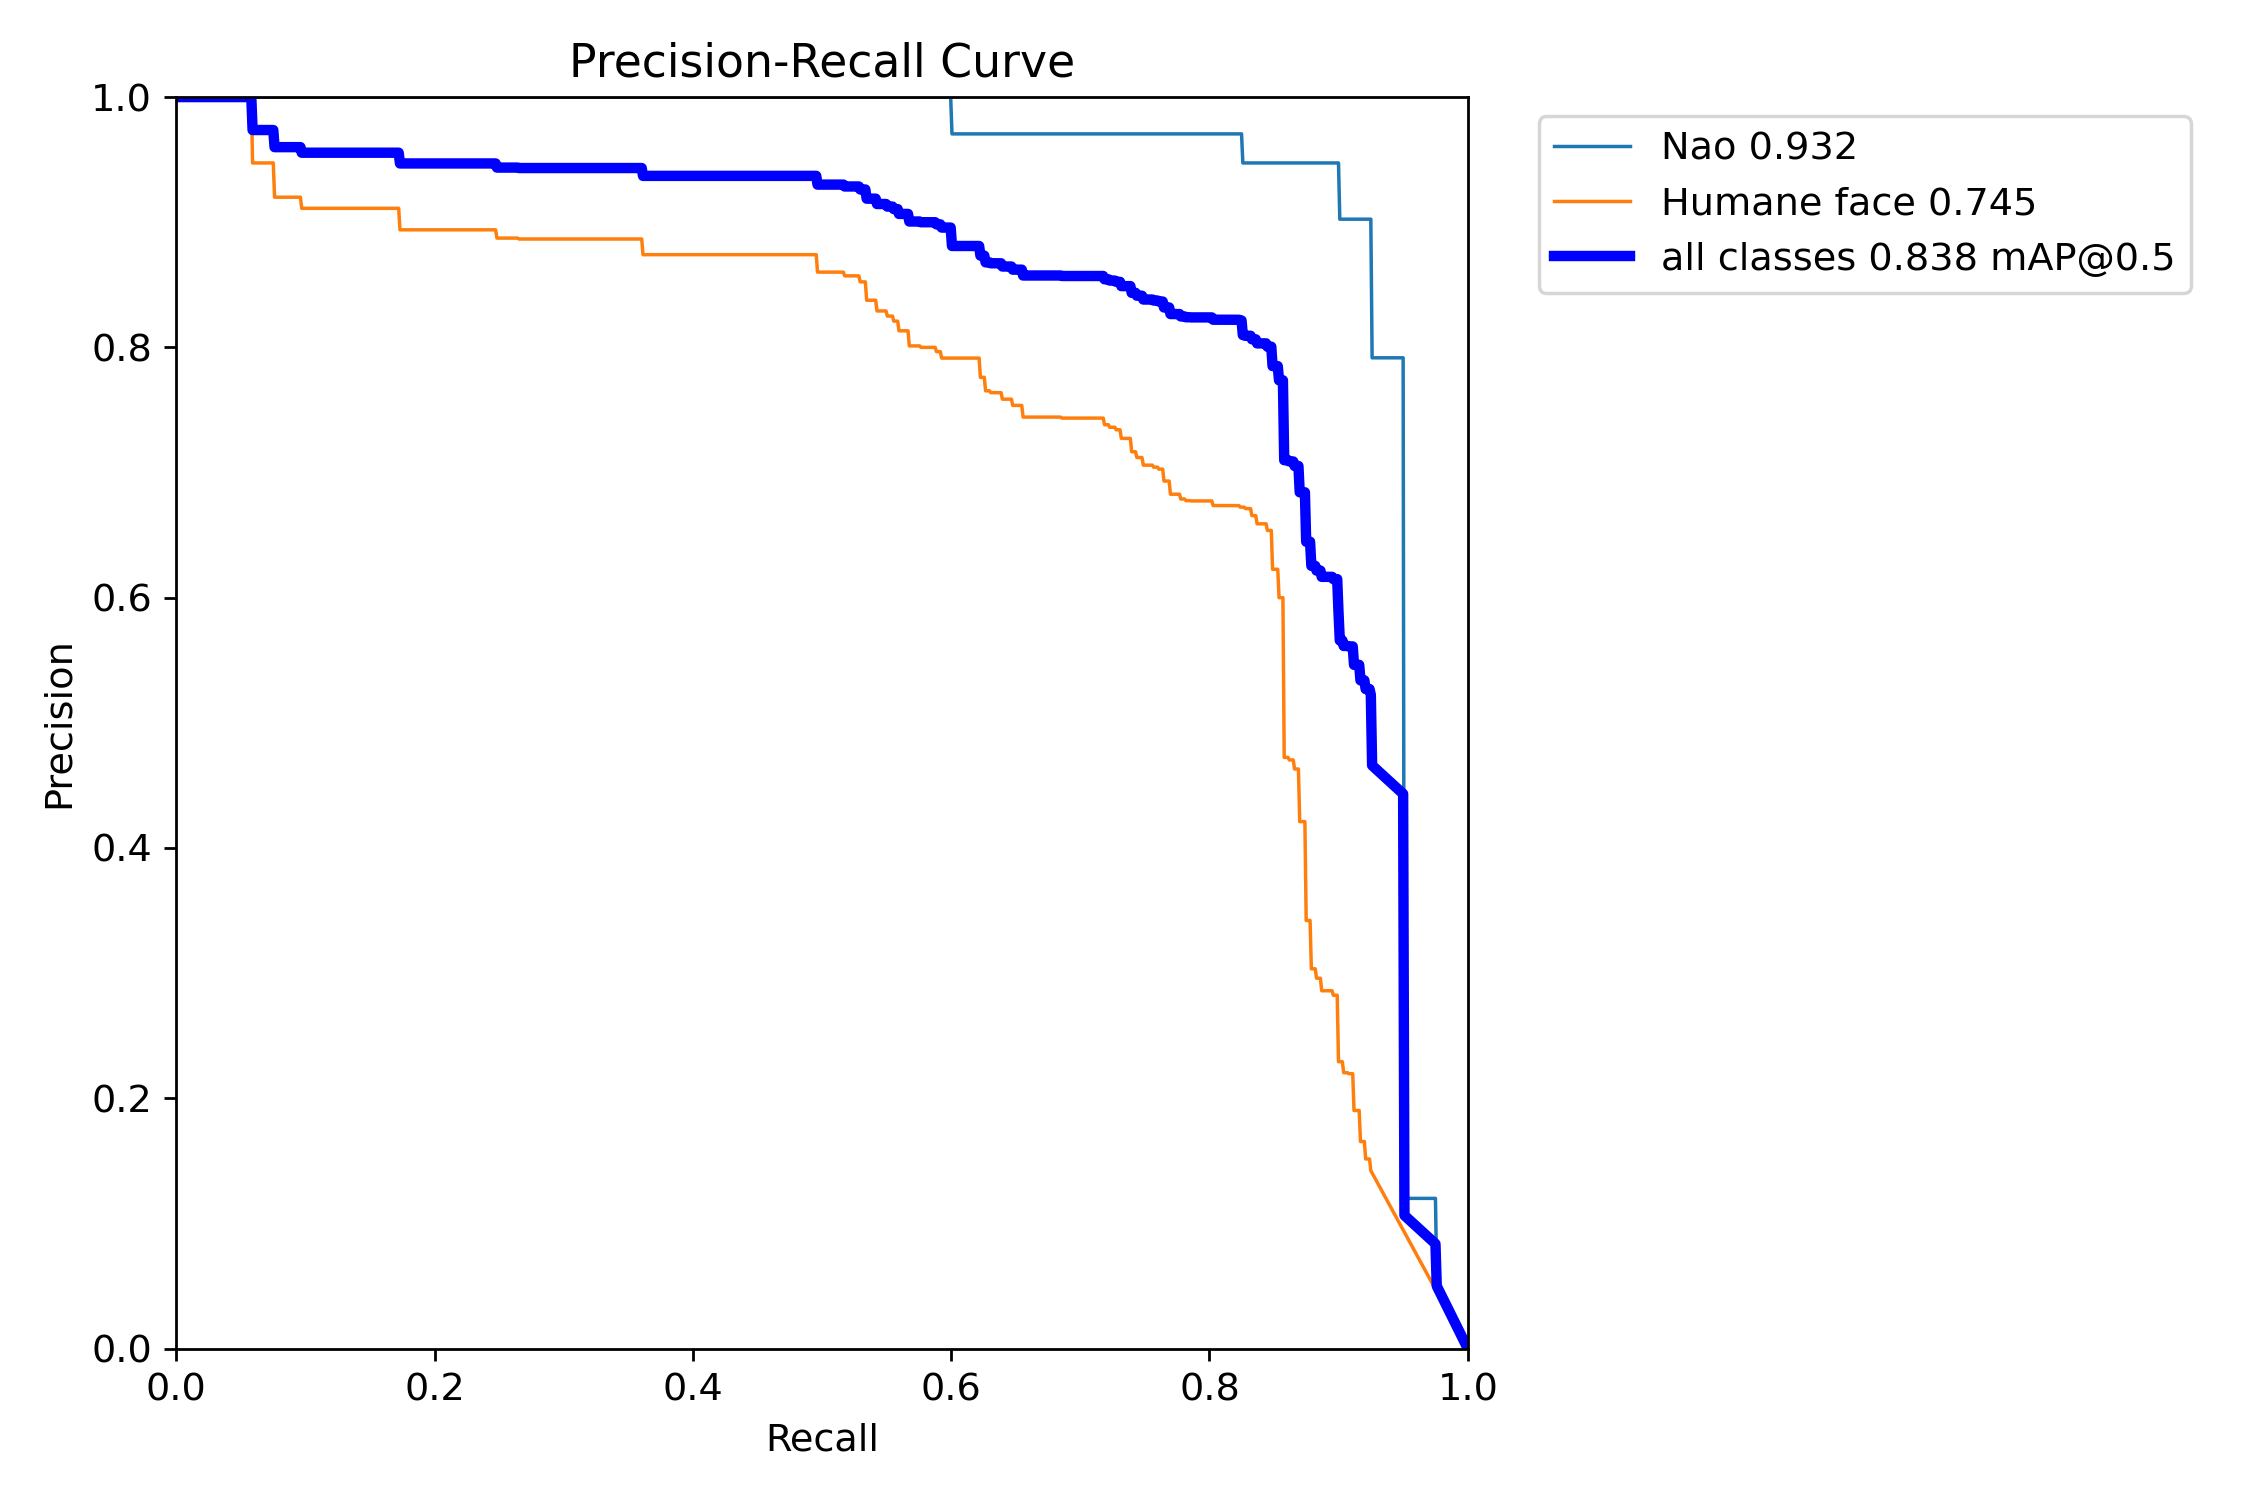 Precision-Recall Curve
1.0
0.8
0.6
0.4
0.2
0.0
Precision
0.0 0.2 0.4 0.6 0.8 1.0
Recall
Nao 0.932
Humane face 0.745
all classes 0.838 mAP@0.5